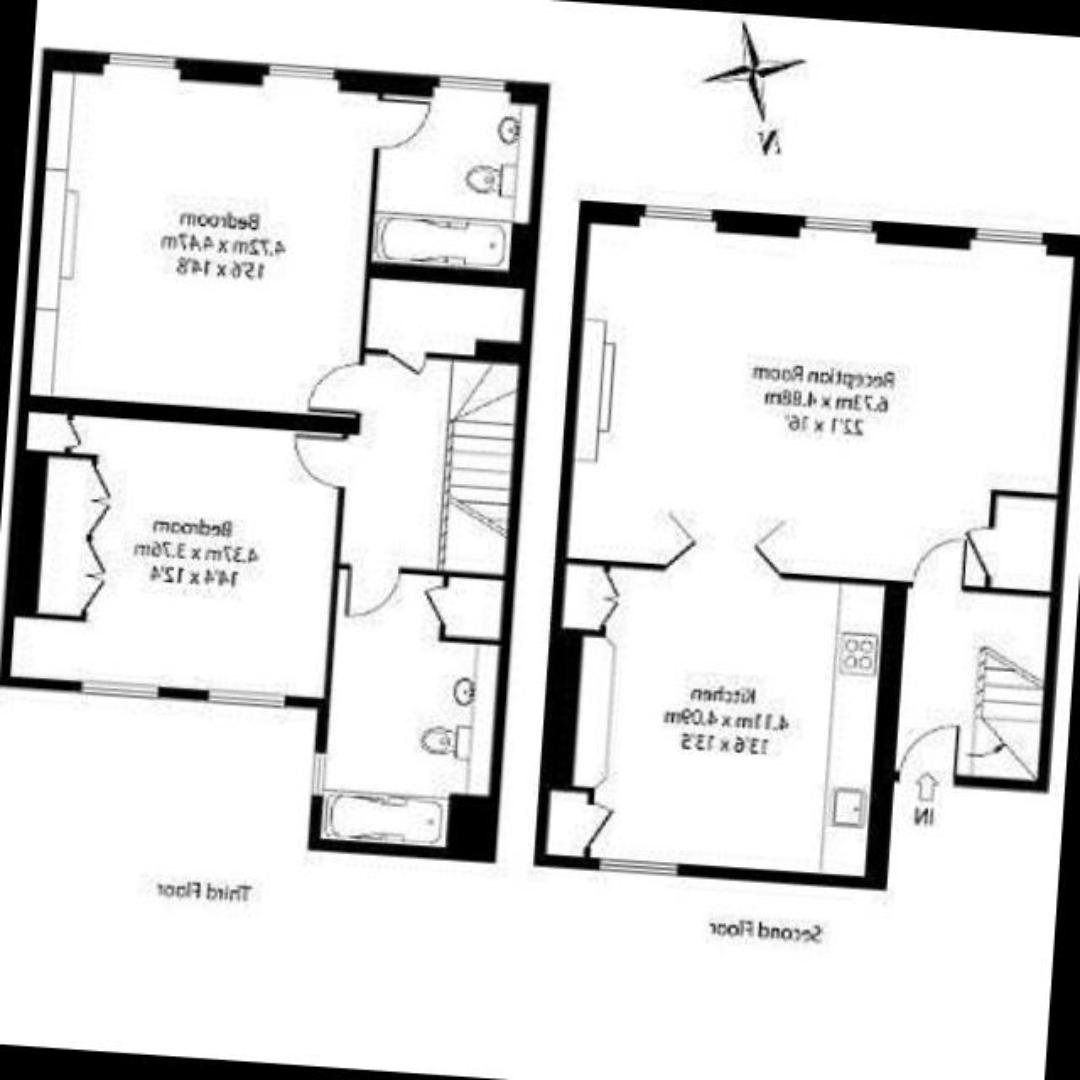 N
Bedroom
4.72m x 4.47m
15'6 x 14'8
Reception Room
6.73m x 4.88m
22'1 x 16'
Bedroom
4.37m x 3.76m
14'4 x 12'4
Kitchen
4.11m x 4.09m
13'6 x 13'5
IN
Third Floor
Second Floor